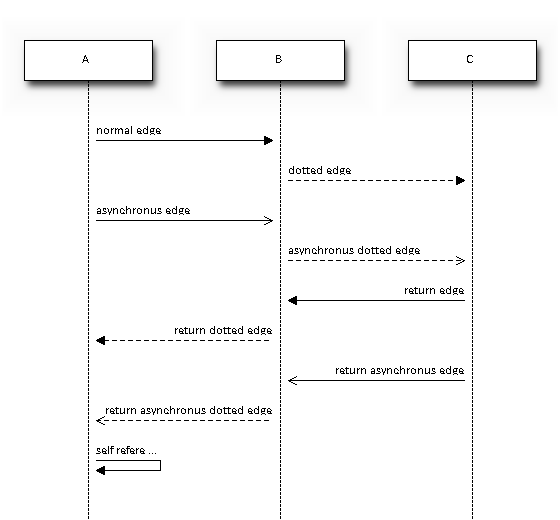 A
B
C
normal edge
dotted edge
asynchronus edge
asynchronus dotted edge
return edge
return dotted edge
return asynchronus edge
return asynchronus dotted edge
self refere ...